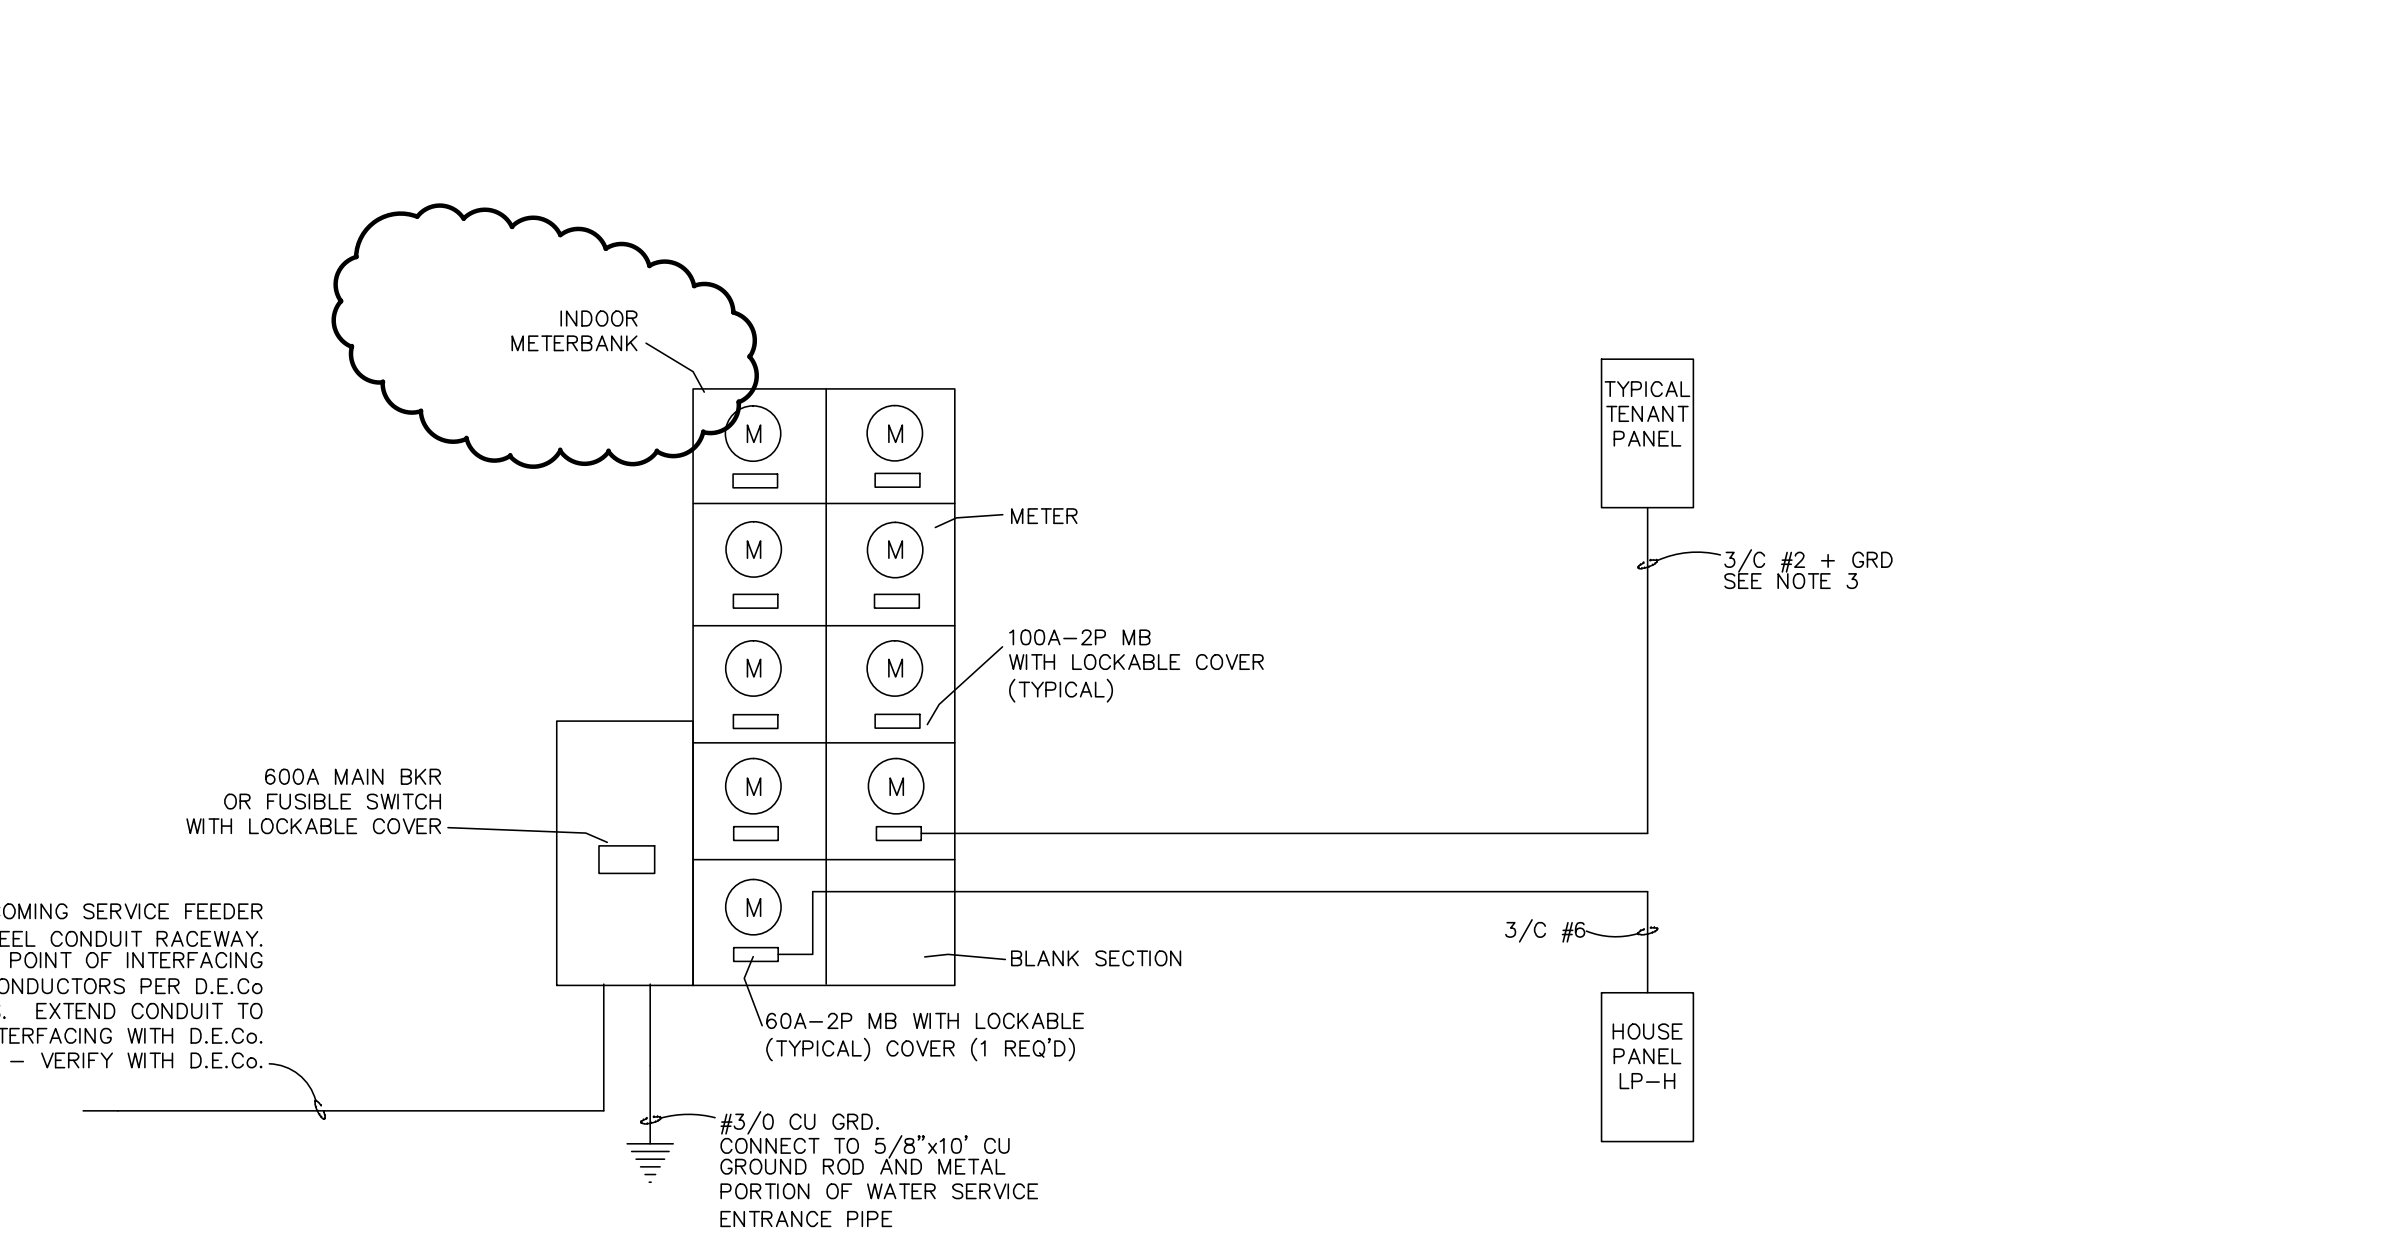 INDOOR
METERBANK
M M
M M
M M
M M
M
METER
100A-2P MB
WITH LOCKABLE COVER
(TYPICAL)
TYPICAL
TENANT
PANEL
3/C #2 + GRD
SEE NOTE 3
600A MAIN BKR
OR FUSIBLE SWITCH
WITH LOCKABLE COVER
SERVICE FEEDER
CONDUIT RACEWAY.
POINT OF INTERFACING
PER D.E.Co
EXTEND CONDUIT TO
WITH D.E.Co.
- VERIFY WITH D.E.Co.
BLANK SECTION
3/C #6
60A-2P MB WITH LOCKABLE
(TYPICAL) COVER (1 REQ'D)
HOUSE
PANEL
LP-H
#3/0 CU GRD.
CONNECT TO 5/8"x10' CU
GROUND ROD AND METAL
PORTION OF WATER SERVICE
ENTRANCE PIPE